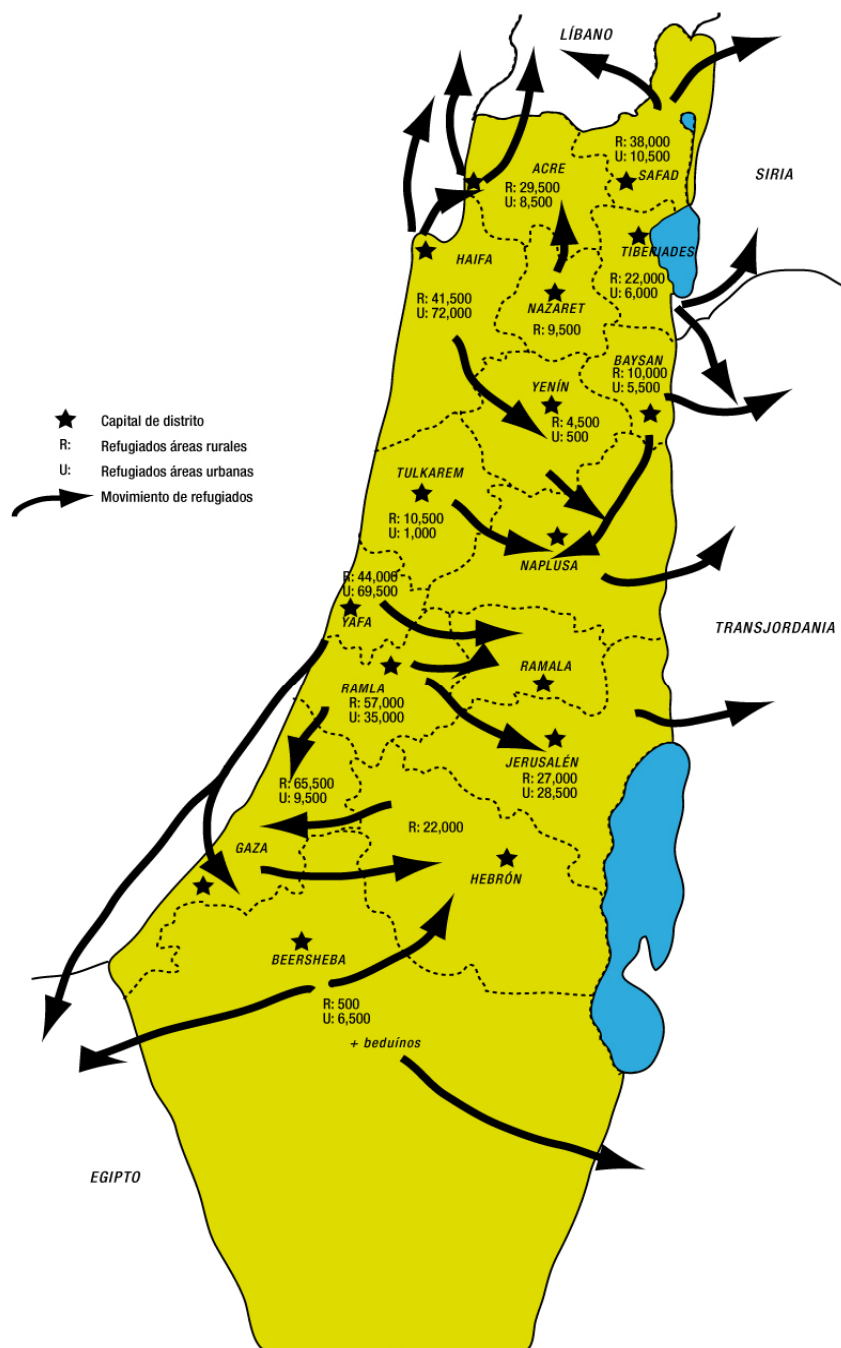 LÍBANO
R: 38,000
U: 10,500
SAFAD
ACRE
R: 29,500
U: 8,500
SIRIA
TIBERIADES
HAIFA
R: 22,000
U: 6,000
R: 41,500
U: 72,000
NAZARET
R: 9,500
BAYSAN
R: 10,000
U: 5,500
YENÍN
R: 4,500
U: 500
Capital de distrito
R: Refugiados áreas rurales
U: Refugiados áreas urbanas
Movimiento de refugiados
TULKAREM
R: 10,500
U: 1,000
NAPLUSA
R: 44,000
U: 69,500
YAFA
TRANSJORDANIA
RAMALA
RAMLA
R: 57,000
U: 35,000
JERUSALÉN
R: 27,000
U: 28,500
R: 65,500
U: 9,500
R: 22,000
GAZA
HEBRÓN
BEERSHEBA
R: 500
U: 6,500
+ beduínos
EGIPTO